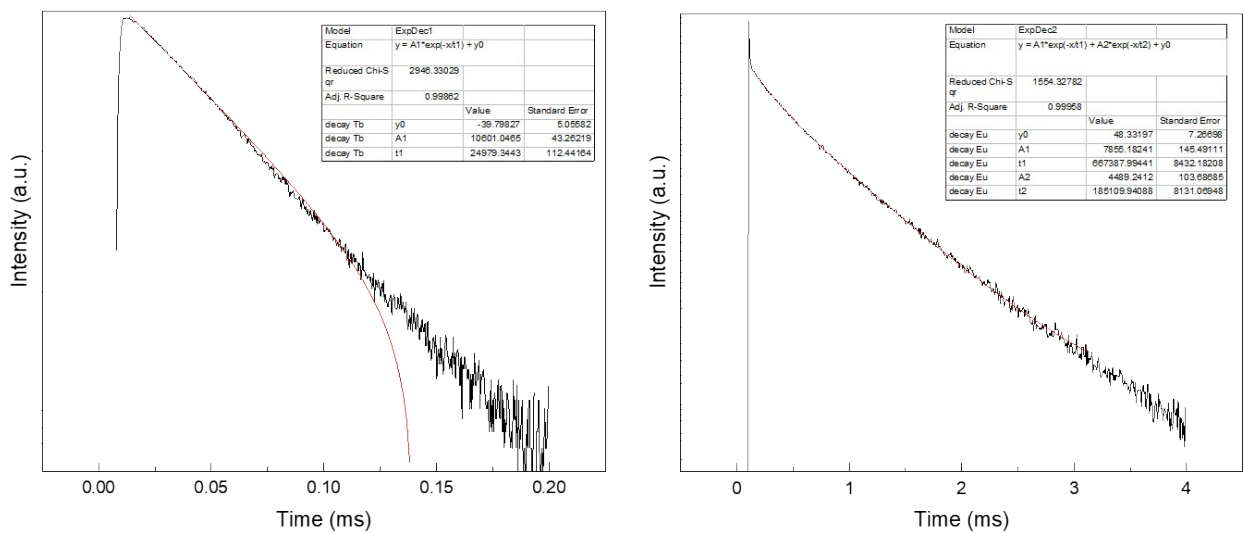 Model ExpDec1
Equation y = A1*exp(-x/t1) + y0
Reduced Chi-S
qr 2946.33029
Adj. R-Square 0.99862
Value Standard Error
decay Tb y0 -39.79827 5.05582
decay Tb A1 10601.0465 43.26219
decay Tb t1 24979.3443 112.44164
Intensity (a.u.)
0.00 0.05 0.10 0.15 0.20
Time (ms)
Model ExpDec2
Equation y = A1*exp(-x/t1) + A2*exp(-x/t2) + y0
Reduced Chi-S
qr 1554.32782
Adj. R-Square 0.99958
Value Standard Error
decay Eu y0 48.33197 7.26698
decay Eu A1 7855.18241 145.49111
decay Eu t1 667387.99441 8432.18208
decay Eu A2 4489.2412 103.68685
decay Eu t2 185109.94088 8131.06948
Intensity (a.u.)
0 1 2 3 4
Time (ms)